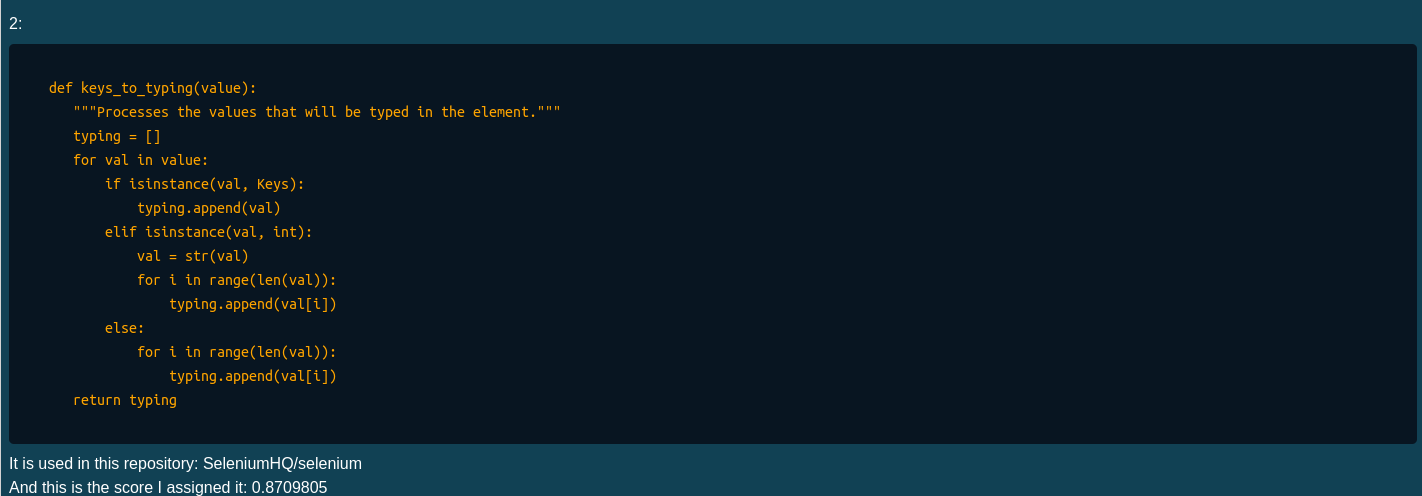 2:
def keys_to_typing(value):
    """Processes the values that will be typed in the element."""
    typing = []
    for val in value:
        if isinstance(val, Keys):
            typing.append(val)
        elif isinstance(val, int):
            val = str(val)
            for i in range(len(val)):
                typing.append(val[i])
        else:
            for i in range(len(val)):
                typing.append(val[i])
    return typing
It is used in this repository: SeleniumHQ/selenium
And this is the score I assigned it: 0.8709805